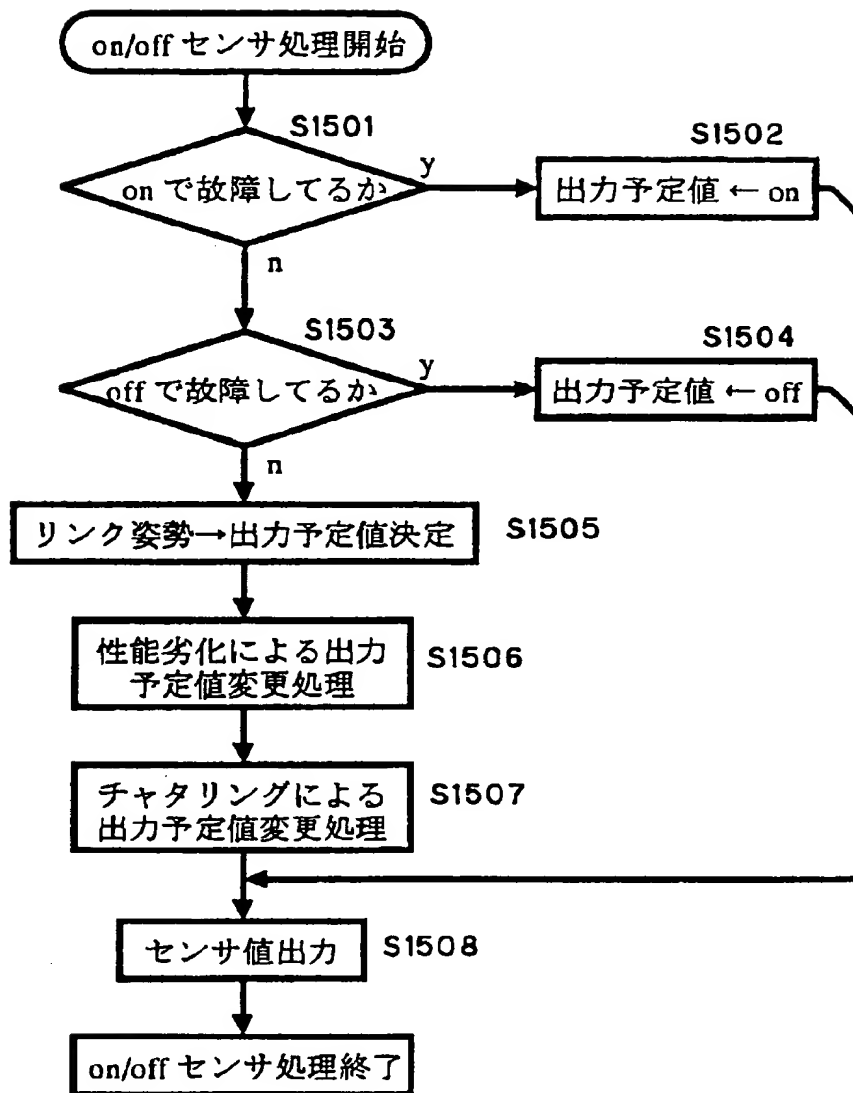 on/off センサ処理開始
S1501
on で故障してるか
y
n
S1502
出力予定値 ← on
S1503
off で故障してるか
y
n
S1504
出力予定値 ← off
リンク姿勢→出力予定値決定
S1505
性能劣化による出力
予定値変更処理
S1506
チャタリングによる
出力予定値変更処理
S1507
センサ値出力
S1508
on/off センサ処理終了